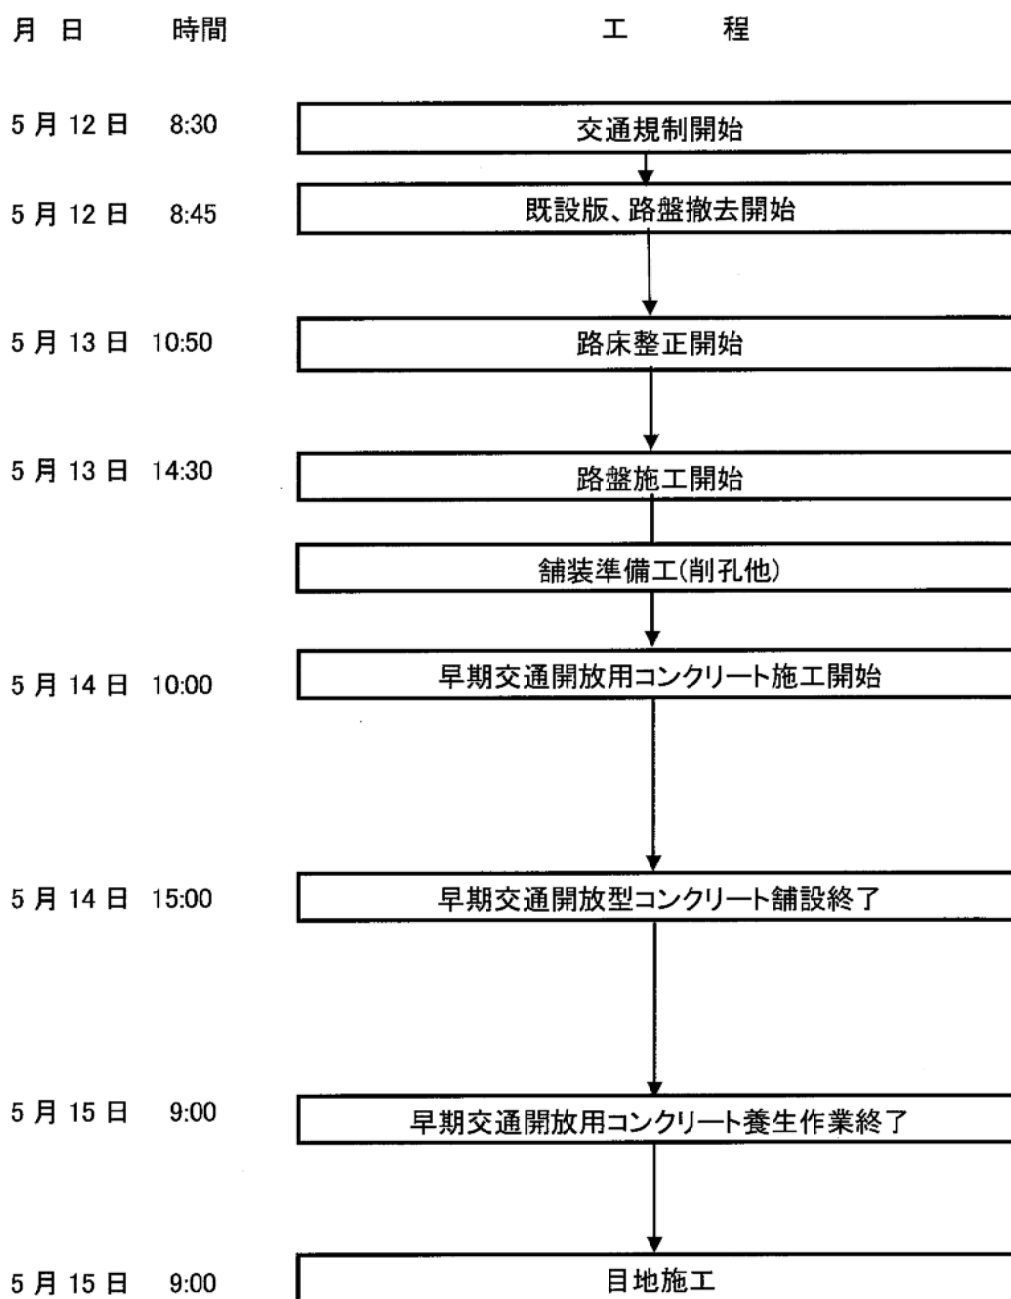 月 日 時間 工 程
5月12日 8:30 交通規制開始
5月12日 8:45 既設版、路盤撤去開始
5月13日 10:50 路床整正開始
5月13日 14:30 路盤施工開始
舗装準備工(削孔他)
5月14日 10:00 早期交通開放用コンクリート施工開始
5月14日 15:00 早期交通開放型コンクリート舗設終了
5月15日 9:00 早期交通開放用コンクリート養生作業終了
5月15日 9:00 目地施工